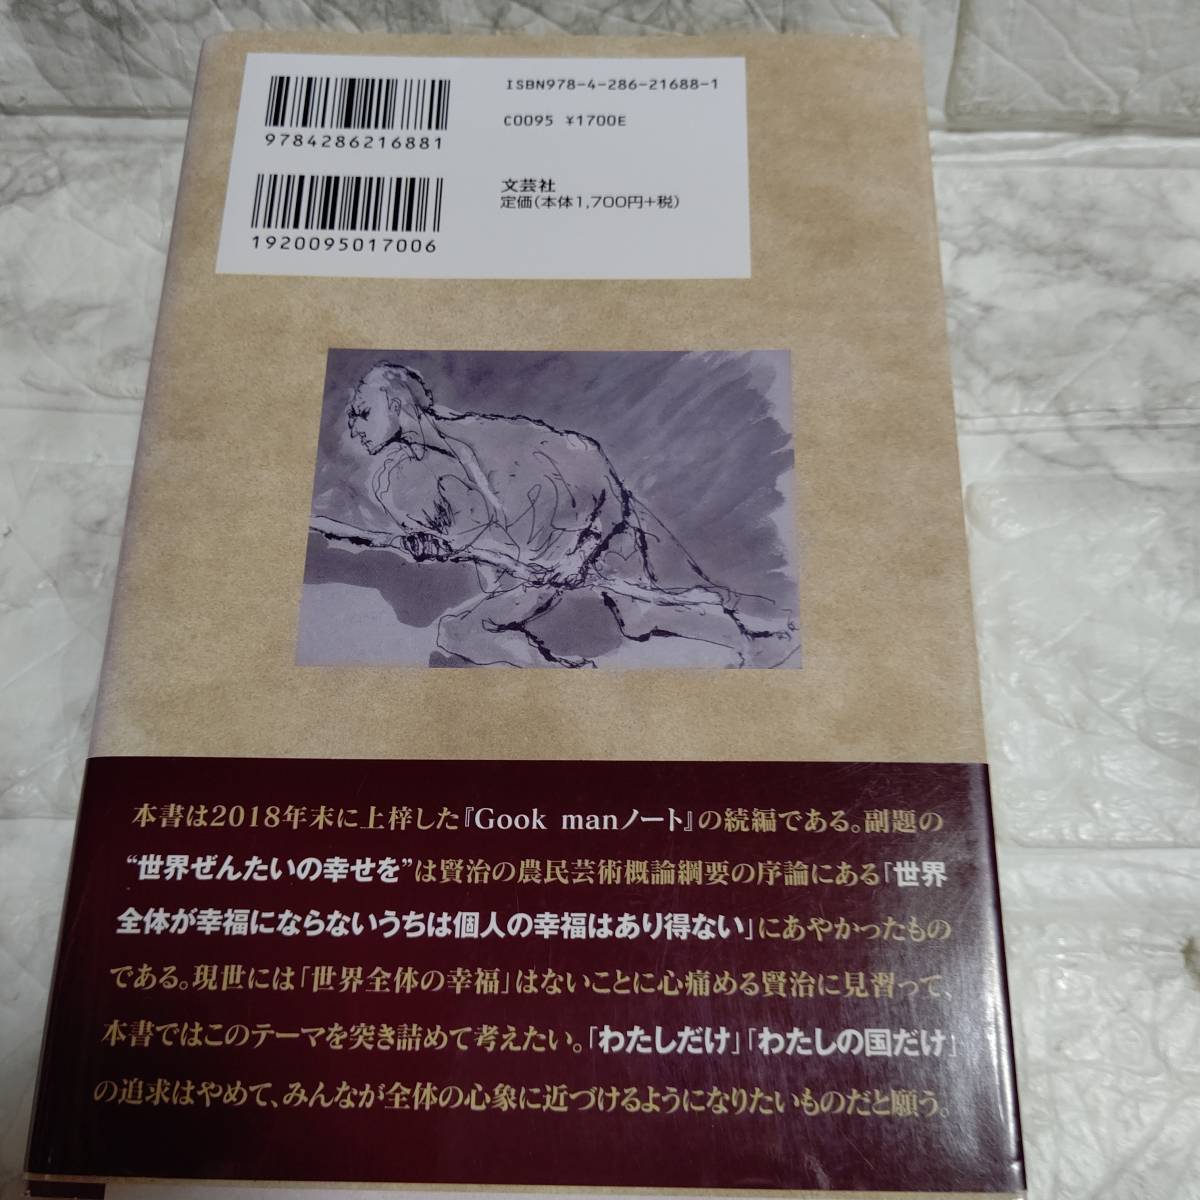 9784286216881
ISBN978-4-286-21688-1
C0095 ¥1700E
1920095017006
文芸社
定価(本体1,700円+税)
本書は2018年末に上梓した『Gook manノート』の続編である。副題の
“世界ぜんたいの幸せを”は賢治の農民芸術概論綱要の序論にある「世界
全体が幸福にならないうちは個人の幸福はあり得ない」にあやかったもの
である。現世には「世界全体の幸福」はないことに心痛める賢治に見習って、
本書ではこのテーマを突き詰めて考えたい。「わたしだけ」「わたしの国だけ」
の追求はやめて、みんなが全体の心象に近づけるようになりたいものだと願う。